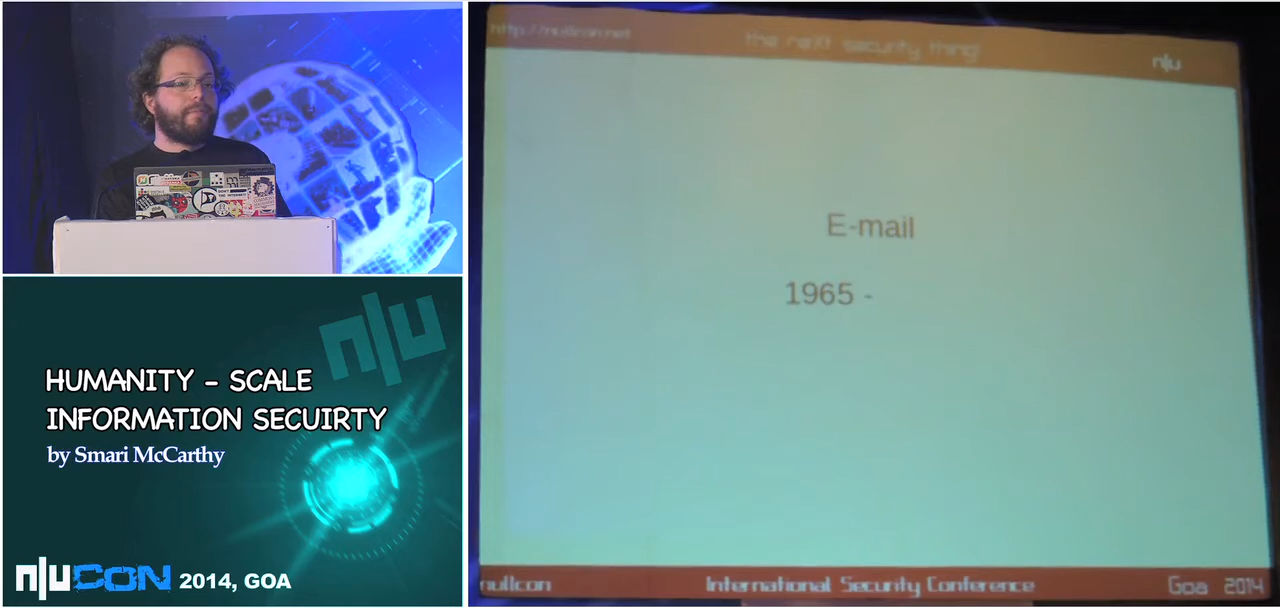 http://nullcon.net
the neXt security thing!
n|u
E-mail
1965 -
nullcon
International Security Conference
Goa 2014
n|u
HUMANITY - SCALE
INFORMATION SECUIRTY
by Smari McCarthy
n|uCON 2014, GOA